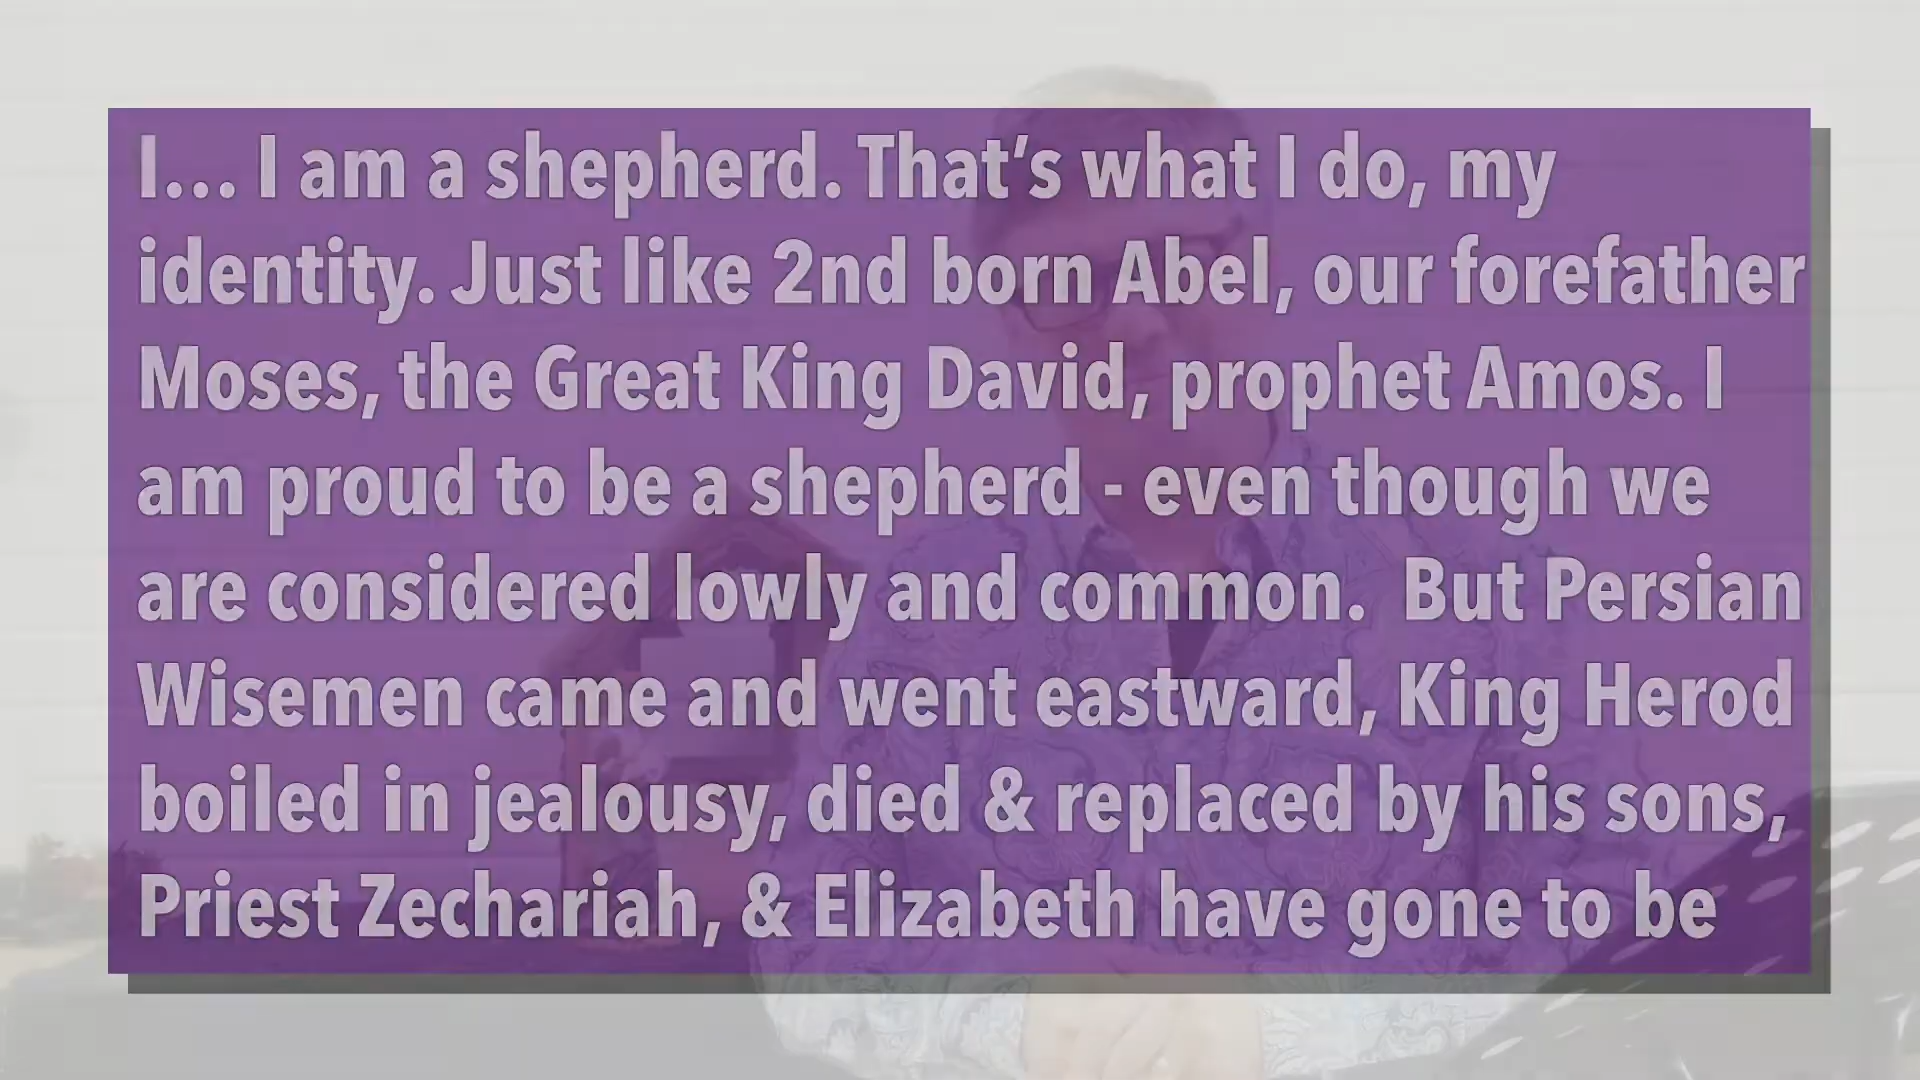 I... I am a shepherd. That’s what I do, my
identity. Just like 2nd born Abel, our forefather
Moses, the Great King David, prophet Amos. I
am proud to be a shepherd - even though we
are considered lowly and common.  But Persian
Wisemen came and went eastward, King Herod
boiled in jealousy, died & replaced by his sons,
Priest Zechariah, & Elizabeth have gone to be